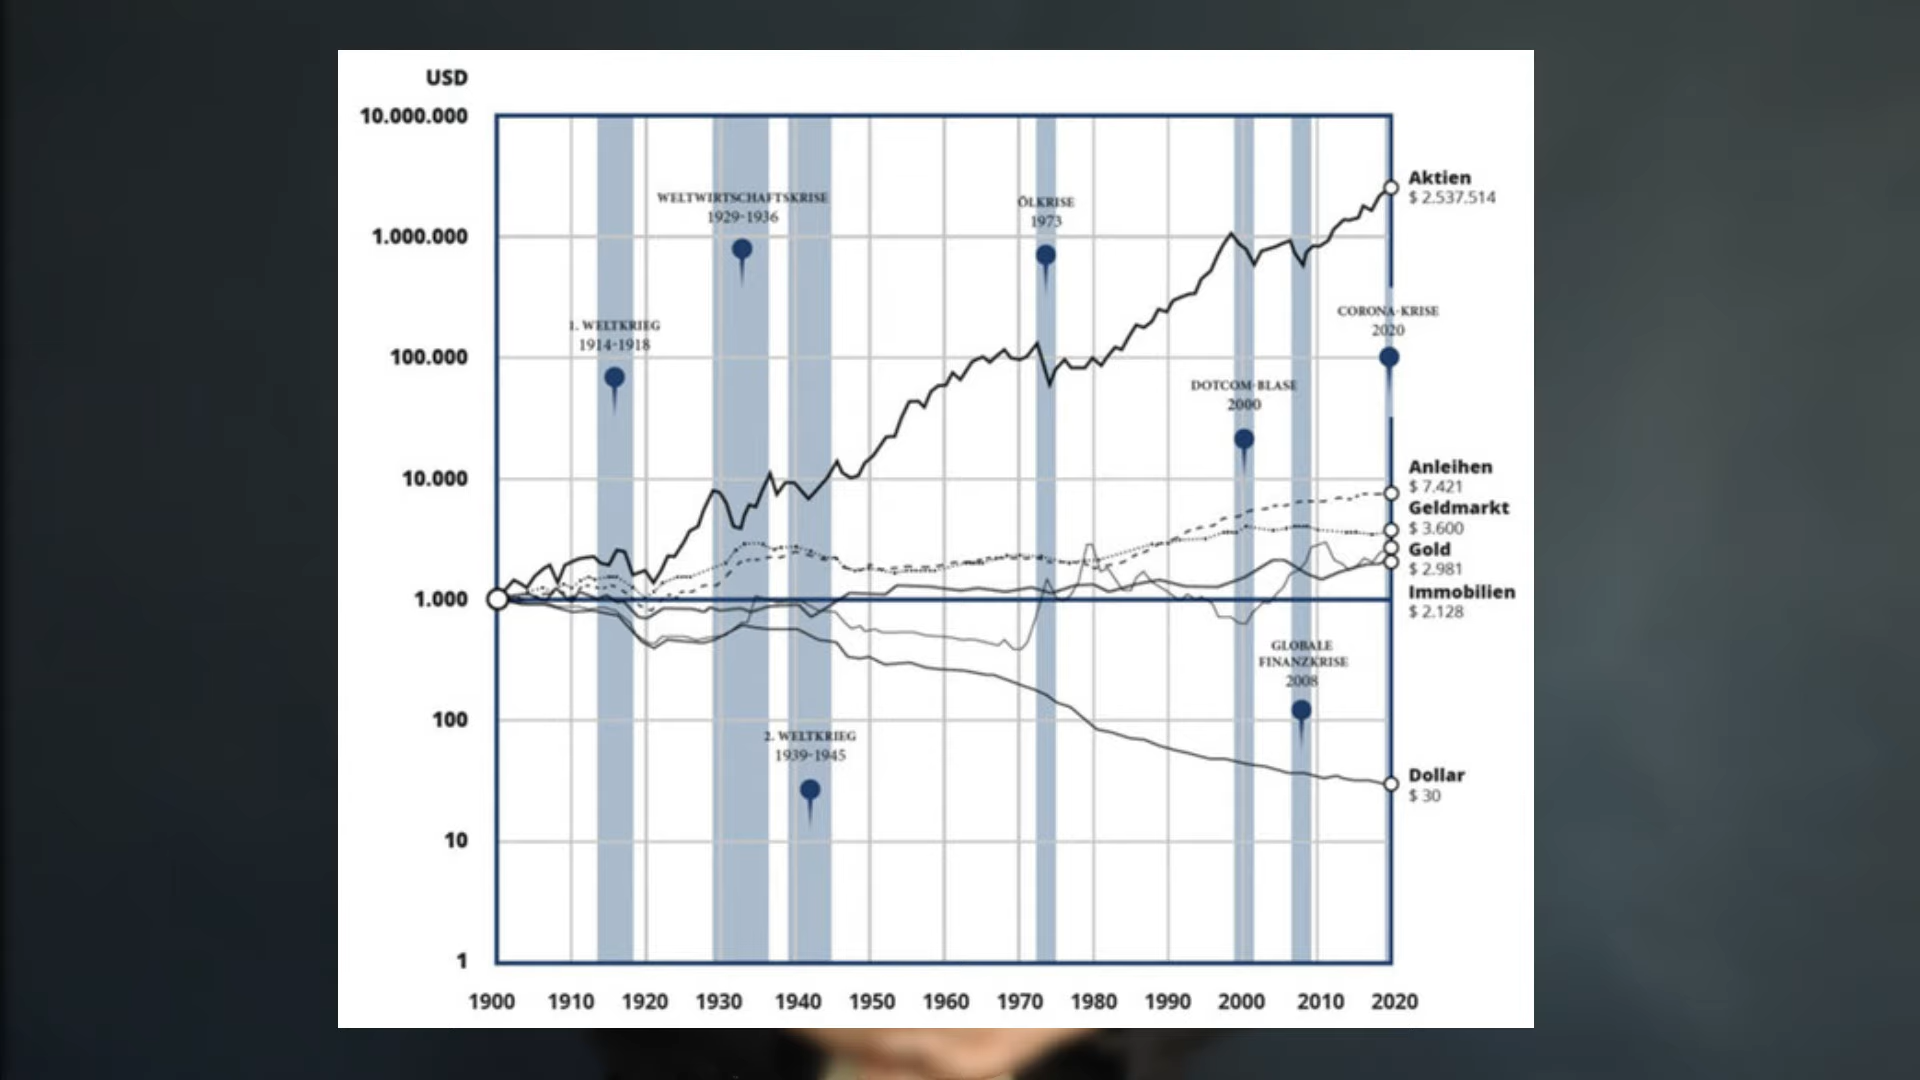 USD
10.000.000
1.000.000
100.000
10.000
1.000
100
10
1
1900 1910 1920 1930 1940 1950 1960 1970 1980 1990 2000 2010 2020
1. WELTKRIEG
1914-1918
WELTWIRTSCHAFTSKRISE
1929-1936
2. WELTKRIEG
1939-1945
ÖLKRISE
1973
DOTCOM-BLASE
2000
GLOBALE
FINANZKRISE
2008
CORONA-KRISE
2020
Aktien
$ 2.537.514
Anleihen
$ 7.421
Geldmarkt
$ 3.600
Gold
$ 2.981
Immobilien
$ 2.128
Dollar
$ 30